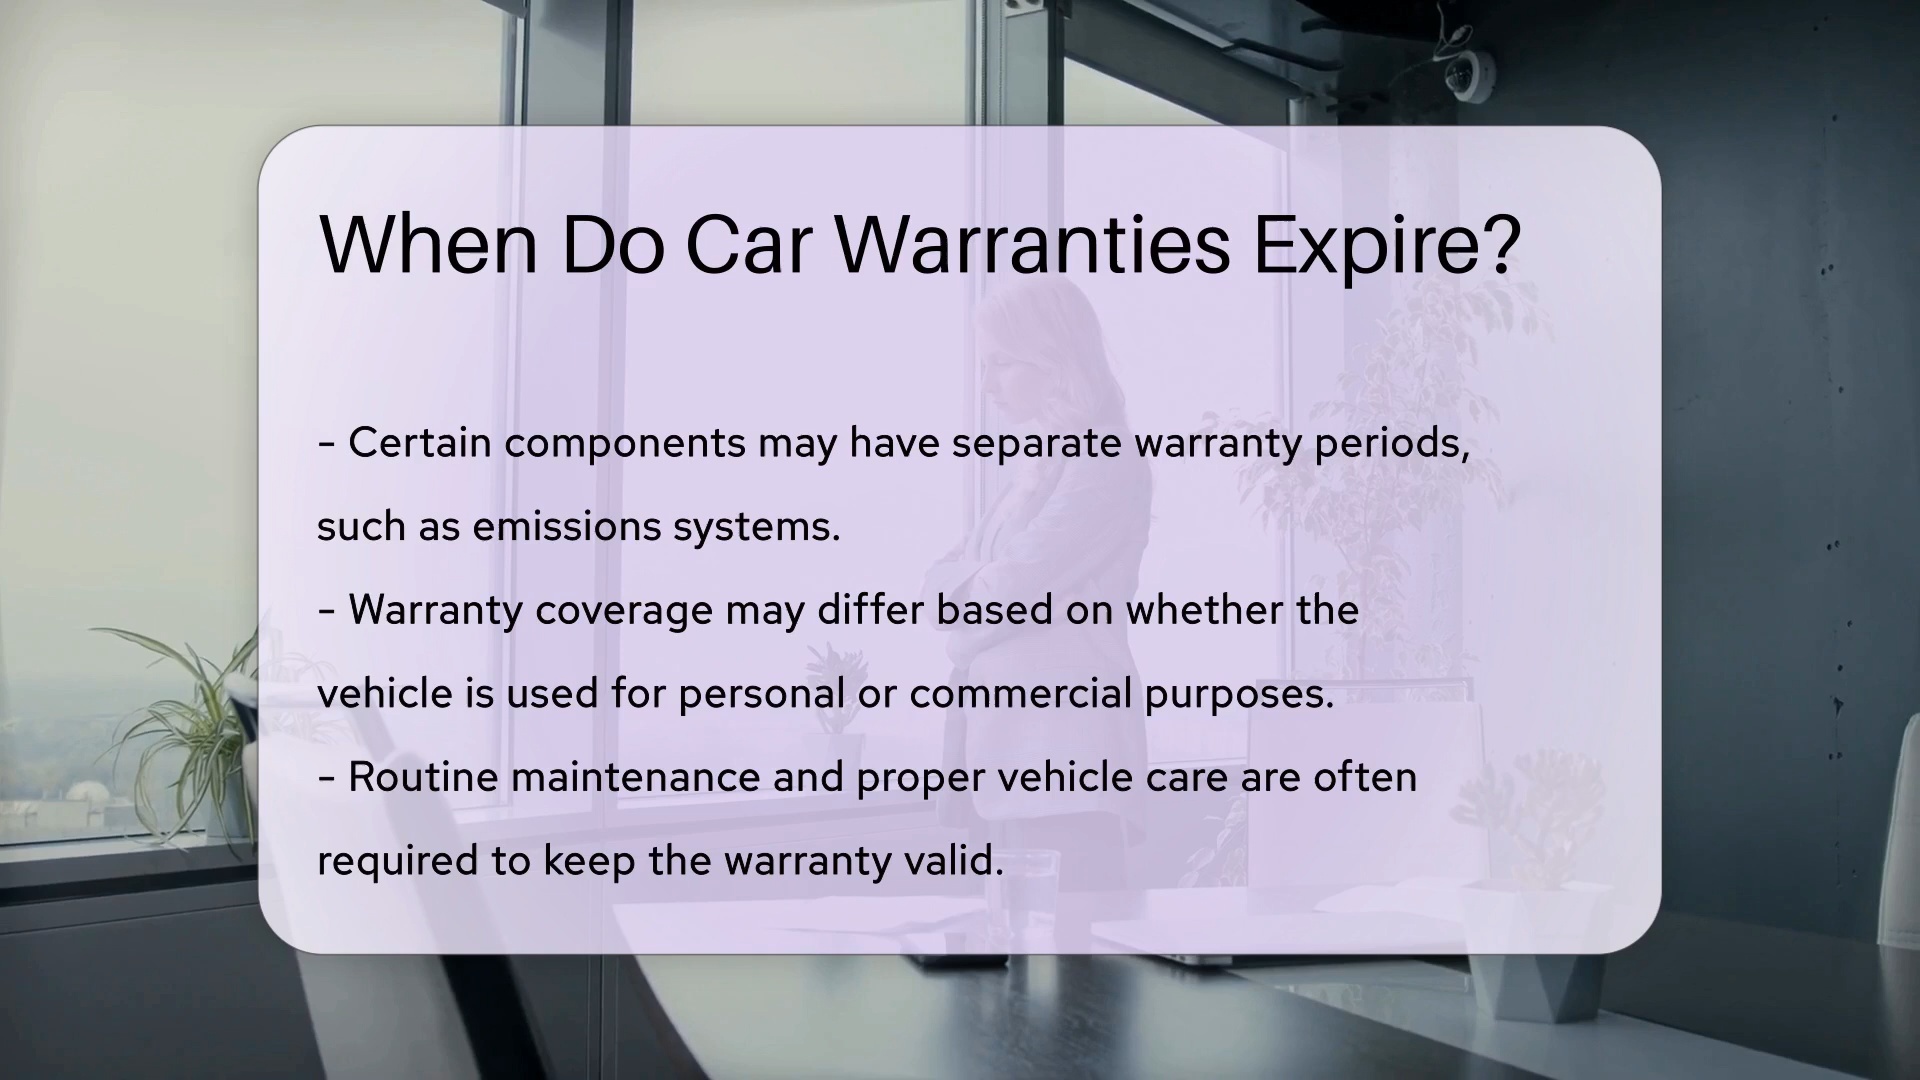 When Do Car Warranties Expire?
- Certain components may have separate warranty periods,
such as emissions systems.
- Warranty coverage may differ based on whether the
vehicle is used for personal or commercial purposes.
- Routine maintenance and proper vehicle care are often
required to keep the warranty valid.